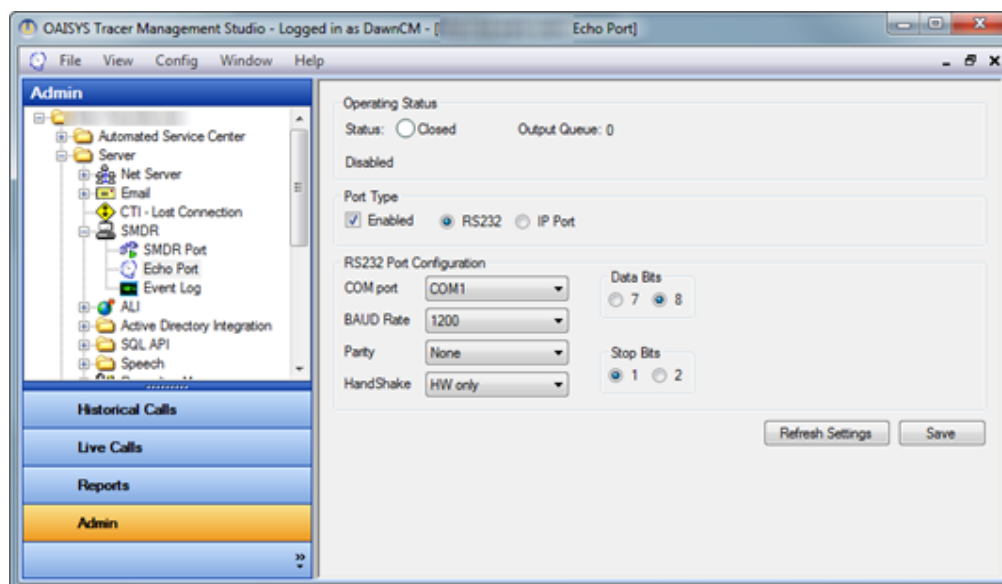 OAISYS Tracer Management Studio - Logged in as DawnCM - [ Echo Port]
File View Config Window Help
Admin
Automated Service Center
Server
Net Server
Email
CTI - Lost Connection
SMDR
SMDR Port
Echo Port
Event Log
ALI
Active Directory Integration
SQL API
Speech
Historical Calls
Live Calls
Reports
Admin
Operating Status
Status: Closed Output Queue: 0
Disabled
Port Type
Enabled RS232 IP Port
RS232 Port Configuration
COM port COM1
BAUD Rate 1200
Parity None
HandShake HW only
Data Bits
7 8
Stop Bits
1 2
Refresh Settings Save